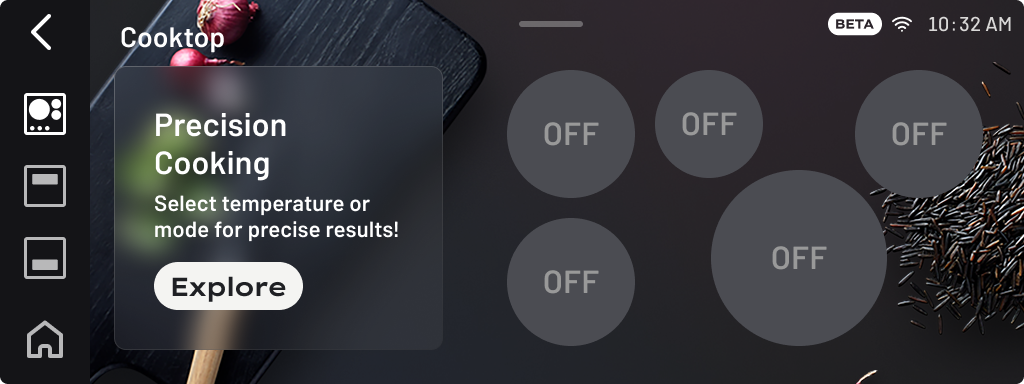 Cooktop
BETA
10:32 AM
Precision
Cooking
Select temperature or
mode for precise results!
Explore
OFF
OFF
OFF
OFF
OFF